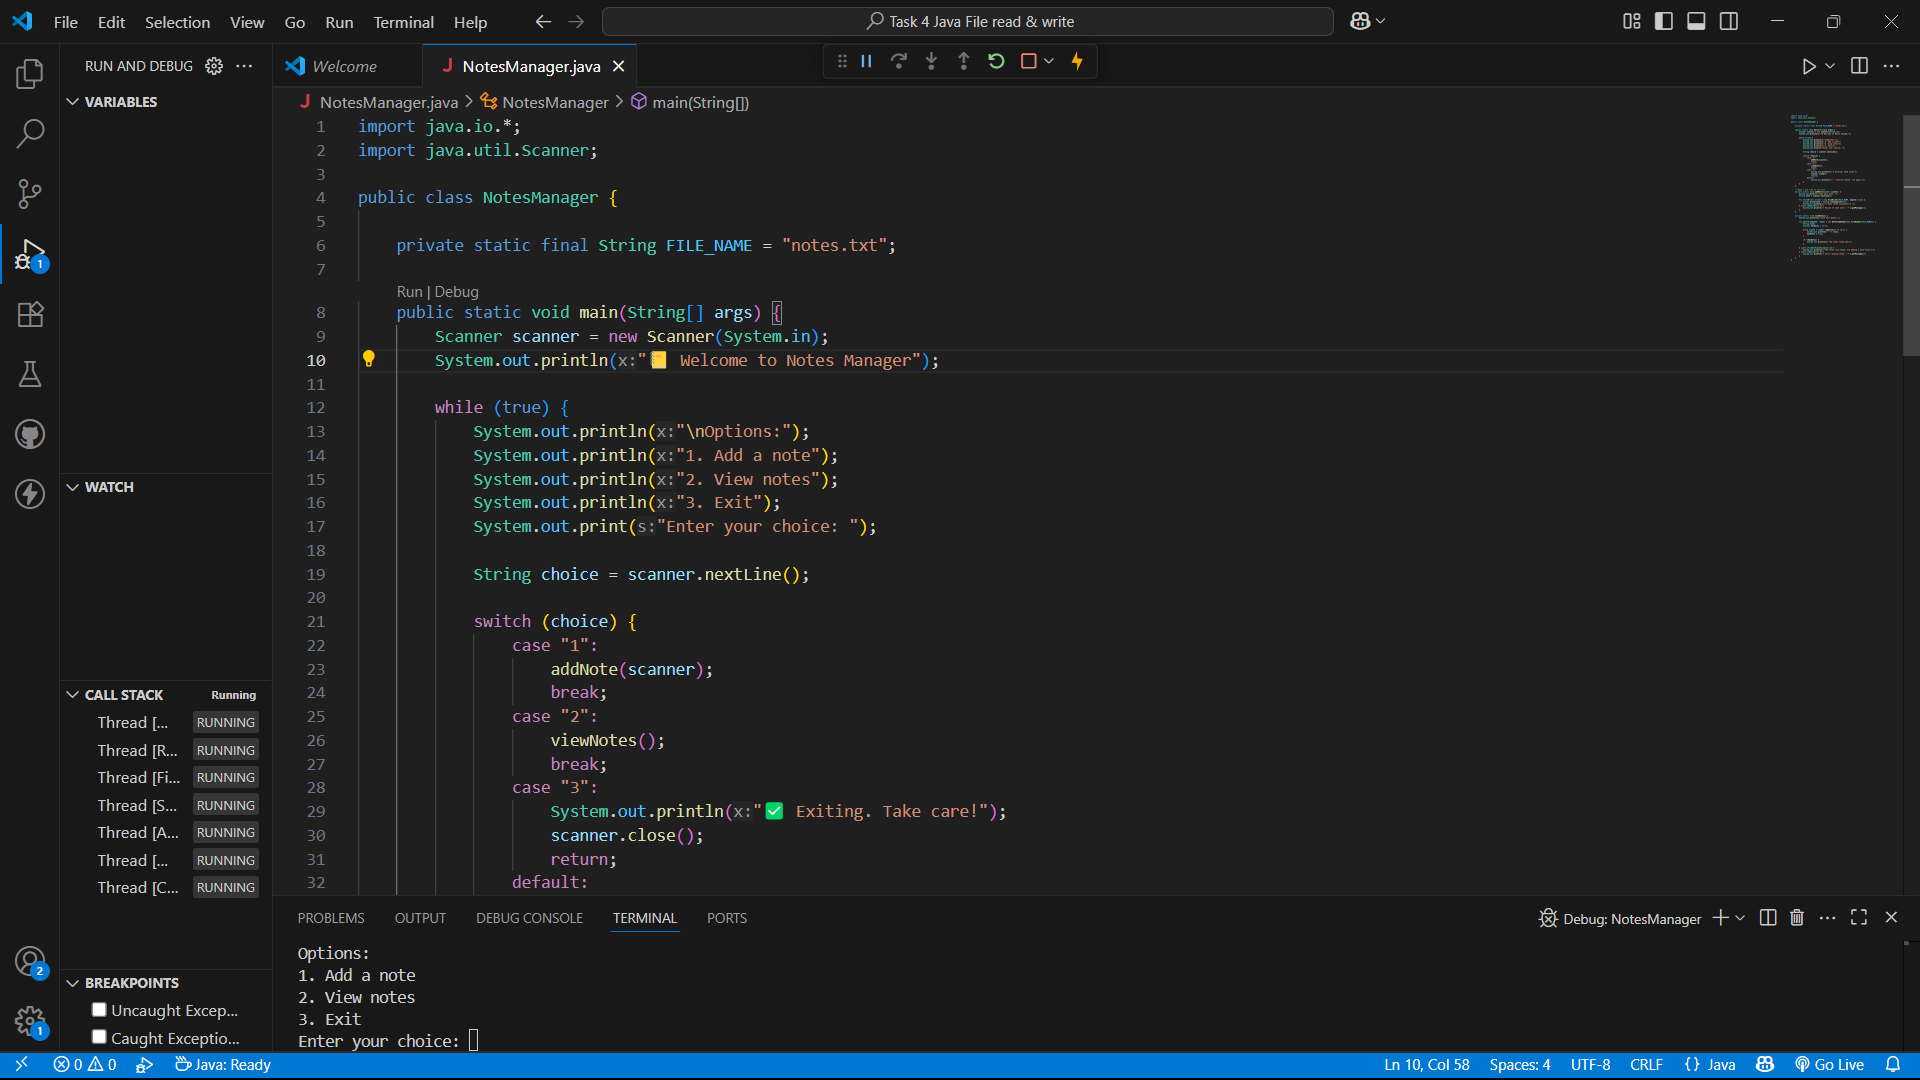 File Edit Selection View Go Run Terminal Help Task 4 Java File read & write
RUN AND DEBUG
Welcome
NotesManager.java
VARIABLES
NotesManager.java > NotesManager > main(String[])
1 import java.io.*;
2 import java.util.Scanner;
3
4 public class NotesManager {
5
6 private static final String FILE_NAME = "notes.txt";
7
Run | Debug
8 public static void main(String[] args) {
9 Scanner scanner = new Scanner(System.in);
10 System.out.println(x:"📒 Welcome to Notes Manager");
11
12 while (true) {
13 System.out.println(x:"\nOptions:");
14 System.out.println(x:"1. Add a note");
15 System.out.println(x:"2. View notes");
16 System.out.println(x:"3. Exit");
17 System.out.print(s:"Enter your choice: ");
18
19 String choice = scanner.nextLine();
20
21 switch (choice) {
22 case "1":
23 addNote(scanner);
24 break;
25 case "2":
26 viewNotes();
27 break;
28 case "3":
29 System.out.println(x:"✅ Exiting. Take care!");
30 scanner.close();
31 return;
32 default:
WATCH
CALL STACK Running
Thread [... RUNNING
Thread [R... RUNNING
Thread [Fi... RUNNING
Thread [S... RUNNING
Thread [A... RUNNING
Thread [... RUNNING
Thread [C... RUNNING
BREAKPOINTS
Uncaught Excep...
Caught Exceptio...
1
2
1
PROBLEMS OUTPUT DEBUG CONSOLE TERMINAL PORTS
Debug: NotesManager
Options:
1. Add a note
2. View notes
3. Exit
Enter your choice:
0 0 Java: Ready
Ln 10, Col 58 Spaces: 4 UTF-8 CRLF {} Java Go Live